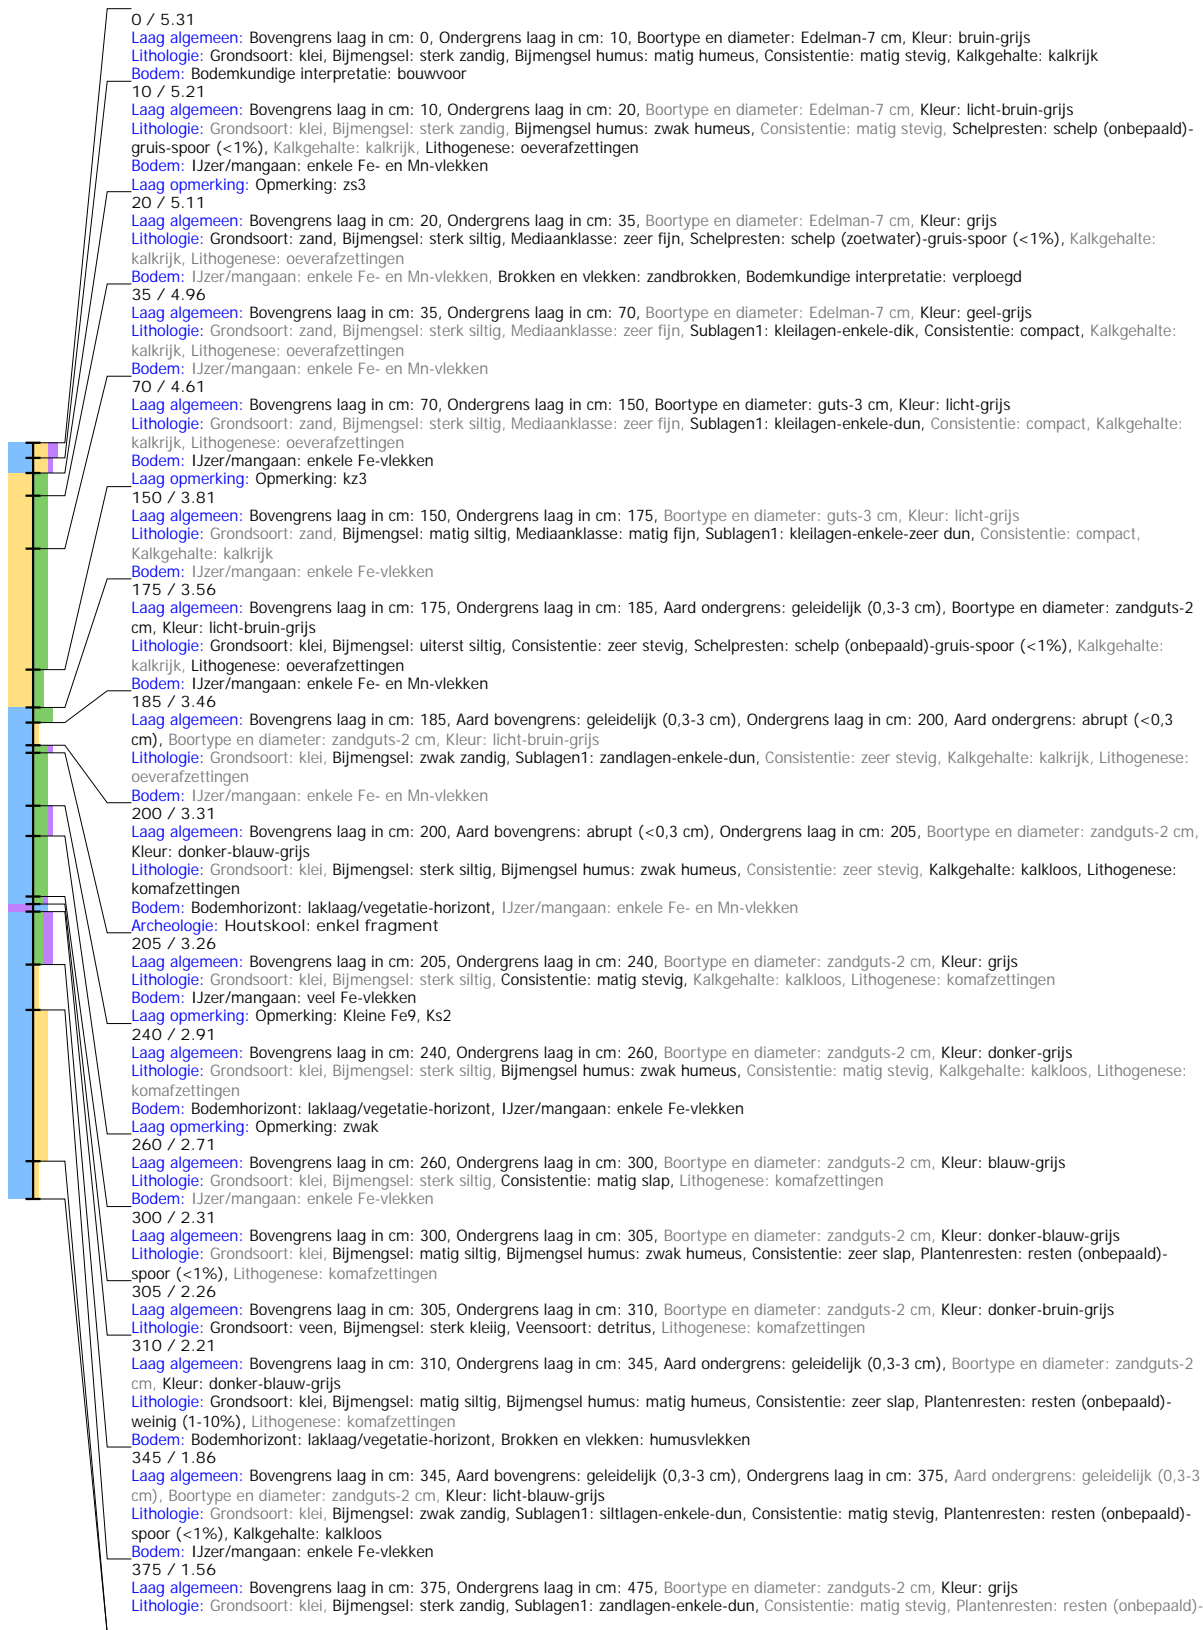 0 / 5.31
Laag algemeen: Bovengrens laag in cm: 0, Ondergrens laag in cm: 10, Boortype en diameter: Edelman-7 cm, Kleur: bruin-grijs
Lithologie: Grondsoort: klei, Bijmengsel: sterk zandig, Bijmengsel humus: matig humeus, Consistentie: matig stevig, Kalkgehalte: kalkrijk
Bodem: Bodemkundige interpretatie: bouwvoor
10 / 5.21
Laag algemeen: Bovengrens laag in cm: 10, Ondergrens laag in cm: 20, Boortype en diameter: Edelman-7 cm, Kleur: licht-bruin-grijs
Lithologie: Grondsoort: klei, Bijmengsel: sterk zandig, Bijmengsel humus: zwak humeus, Consistentie: matig stevig, Schelpresten: schelp (onbepaald)-
gruis-spoor (<1%), Kalkgehalte: kalkrijk, Lithogenese: oeverafzettingen
Bodem: IJzer/mangaan: enkele Fe- en Mn-vlekken
Laag opmerking: Opmerking: zs3
20 / 5.11
Laag algemeen: Bovengrens laag in cm: 20, Ondergrens laag in cm: 35, Boortype en diameter: Edelman-7 cm, Kleur: grijs
Lithologie: Grondsoort: zand, Bijmengsel: sterk siltig, Mediaanklasse: zeer fijn, Schelpresten: schelp (zoetwater)-gruis-spoor (<1%), Kalkgehalte:
kalkrijk, Lithogenese: oeverafzettingen
Bodem: IJzer/mangaan: enkele Fe- en Mn-vlekken, Brokken en vlekken: zandbrokken, Bodemkundige interpretatie: verploegd
35 / 4.96
Laag algemeen: Bovengrens laag in cm: 35, Ondergrens laag in cm: 70, Boortype en diameter: Edelman-7 cm, Kleur: geel-grijs
Lithologie: Grondsoort: zand, Bijmengsel: sterk siltig, Mediaanklasse: zeer fijn, Sublagen1: kleilagen-enkele-dik, Consistentie: compact, Kalkgehalte:
kalkrijk, Lithogenese: oeverafzettingen
Bodem: IJzer/mangaan: enkele Fe- en Mn-vlekken
70 / 4.61
Laag algemeen: Bovengrens laag in cm: 70, Ondergrens laag in cm: 150, Boortype en diameter: guts-3 cm, Kleur: licht-grijs
Lithologie: Grondsoort: zand, Bijmengsel: sterk siltig, Mediaanklasse: zeer fijn, Sublagen1: kleilagen-enkele-dun, Consistentie: compact, Kalkgehalte:
kalkrijk, Lithogenese: oeverafzettingen
Bodem: IJzer/mangaan: enkele Fe-vlekken
Laag opmerking: Opmerking: kz3
150 / 3.81
Laag algemeen: Bovengrens laag in cm: 150, Ondergrens laag in cm: 175, Boortype en diameter: guts-3 cm, Kleur: licht-grijs
Lithologie: Grondsoort: zand, Bijmengsel: matig siltig, Mediaanklasse: matig fijn, Sublagen1: kleilagen-enkele-zeer dun, Consistentie: compact,
Kalkgehalte: kalkrijk
Bodem: IJzer/mangaan: enkele Fe-vlekken
175 / 3.56
Laag algemeen: Bovengrens laag in cm: 175, Ondergrens laag in cm: 185, Aard ondergrens: geleidelijk (0,3-3 cm), Boortype en diameter: zandguts-2
cm, Kleur: licht-bruin-grijs
Lithologie: Grondsoort: klei, Bijmengsel: uiterst siltig, Consistentie: zeer stevig, Schelpresten: schelp (onbepaald)-gruis-spoor (<1%), Kalkgehalte:
kalkrijk, Lithogenese: oeverafzettingen
Bodem: IJzer/mangaan: enkele Fe- en Mn-vlekken
185 / 3.46
Laag algemeen: Bovengrens laag in cm: 185, Aard bovengrens: geleidelijk (0,3-3 cm), Ondergrens laag in cm: 200, Aard ondergrens: abrupt (<0,3
cm), Boortype en diameter: zandguts-2 cm, Kleur: licht-bruin-grijs
Lithologie: Grondsoort: klei, Bijmengsel: zwak zandig, Sublagen1: zandlagen-enkele-dun, Consistentie: zeer stevig, Kalkgehalte: kalkrijk, Lithogenese:
oeverafzettingen
Bodem: IJzer/mangaan: enkele Fe- en Mn-vlekken
200 / 3.31
Laag algemeen: Bovengrens laag in cm: 200, Aard bovengrens: abrupt (<0,3 cm), Ondergrens laag in cm: 205, Boortype en diameter: zandguts-2 cm,
Kleur: donker-blauw-grijs
Lithologie: Grondsoort: klei, Bijmengsel: sterk siltig, Bijmengsel humus: zwak humeus, Consistentie: zeer stevig, Kalkgehalte: kalkloos, Lithogenese:
komafzettingen
Bodem: Bodemhorizont: laklaag/vegetatie-horizont, IJzer/mangaan: enkele Fe- en Mn-vlekken
Archeologie: Houtskool: enkel fragment
205 / 3.26
Laag algemeen: Bovengrens laag in cm: 205, Ondergrens laag in cm: 240, Boortype en diameter: zandguts-2 cm, Kleur: grijs
Lithologie: Grondsoort: klei, Bijmengsel: sterk siltig, Consistentie: matig stevig, Kalkgehalte: kalkloos, Lithogenese: komafzettingen
Bodem: IJzer/mangaan: veel Fe-vlekken
Laag opmerking: Opmerking: Kleine Fe9, Ks2
240 / 2.91
Laag algemeen: Bovengrens laag in cm: 240, Ondergrens laag in cm: 260, Boortype en diameter: zandguts-2 cm, Kleur: donker-grijs
Lithologie: Grondsoort: klei, Bijmengsel: sterk siltig, Bijmengsel humus: zwak humeus, Consistentie: matig stevig, Kalkgehalte: kalkloos, Lithogenese:
komafzettingen
Bodem: Bodemhorizont: laklaag/vegetatie-horizont, IJzer/mangaan: enkele Fe-vlekken
Laag opmerking: Opmerking: zwak
260 / 2.71
Laag algemeen: Bovengrens laag in cm: 260, Ondergrens laag in cm: 300, Boortype en diameter: zandguts-2 cm, Kleur: blauw-grijs
Lithologie: Grondsoort: klei, Bijmengsel: sterk siltig, Consistentie: matig slap, Lithogenese: komafzettingen
Bodem: IJzer/mangaan: enkele Fe-vlekken
300 / 2.31
Laag algemeen: Bovengrens laag in cm: 300, Ondergrens laag in cm: 305, Boortype en diameter: zandguts-2 cm, Kleur: donker-blauw-grijs
Lithologie: Grondsoort: klei, Bijmengsel: matig siltig, Bijmengsel humus: zwak humeus, Consistentie: zeer slap, Plantenresten: resten (onbepaald)-
spoor (<1%), Lithogenese: komafzettingen
305 / 2.26
Laag algemeen: Bovengrens laag in cm: 305, Ondergrens laag in cm: 310, Boortype en diameter: zandguts-2 cm, Kleur: donker-bruin-grijs
Lithologie: Grondsoort: veen, Bijmengsel: sterk kleiig, Veensoort: detritus, Lithogenese: komafzettingen
310 / 2.21
Laag algemeen: Bovengrens laag in cm: 310, Ondergrens laag in cm: 345, Aard ondergrens: geleidelijk (0,3-3 cm), Boortype en diameter: zandguts-2
cm, Kleur: donker-blauw-grijs
Lithologie: Grondsoort: klei, Bijmengsel: matig siltig, Bijmengsel humus: matig humeus, Consistentie: zeer slap, Plantenresten: resten (onbepaald)-
weinig (1-10%), Lithogenese: komafzettingen
Bodem: Bodemhorizont: laklaag/vegetatie-horizont, Brokken en vlekken: humusvlekken
345 / 1.86
Laag algemeen: Bovengrens laag in cm: 345, Aard bovengrens: geleidelijk (0,3-3 cm), Ondergrens laag in cm: 375, Aard ondergrens: geleidelijk (0,3-3
cm), Boortype en diameter: zandguts-2 cm, Kleur: licht-blauw-grijs
Lithologie: Grondsoort: klei, Bijmengsel: zwak zandig, Sublagen1: siltlagen-enkele-dun, Consistentie: matig stevig, Plantenresten: resten (onbepaald)-
spoor (<1%), Kalkgehalte: kalkloos
Bodem: IJzer/mangaan: enkele Fe-vlekken
375 / 1.56
Laag algemeen: Bovengrens laag in cm: 375, Ondergrens laag in cm: 475, Boortype en diameter: zandguts-2 cm, Kleur: grijs
Lithologie: Grondsoort: klei, Bijmengsel: sterk zandig, Sublagen1: zandlagen-enkele-dun, Consistentie: matig stevig, Plantenresten: resten (onbepaald)-